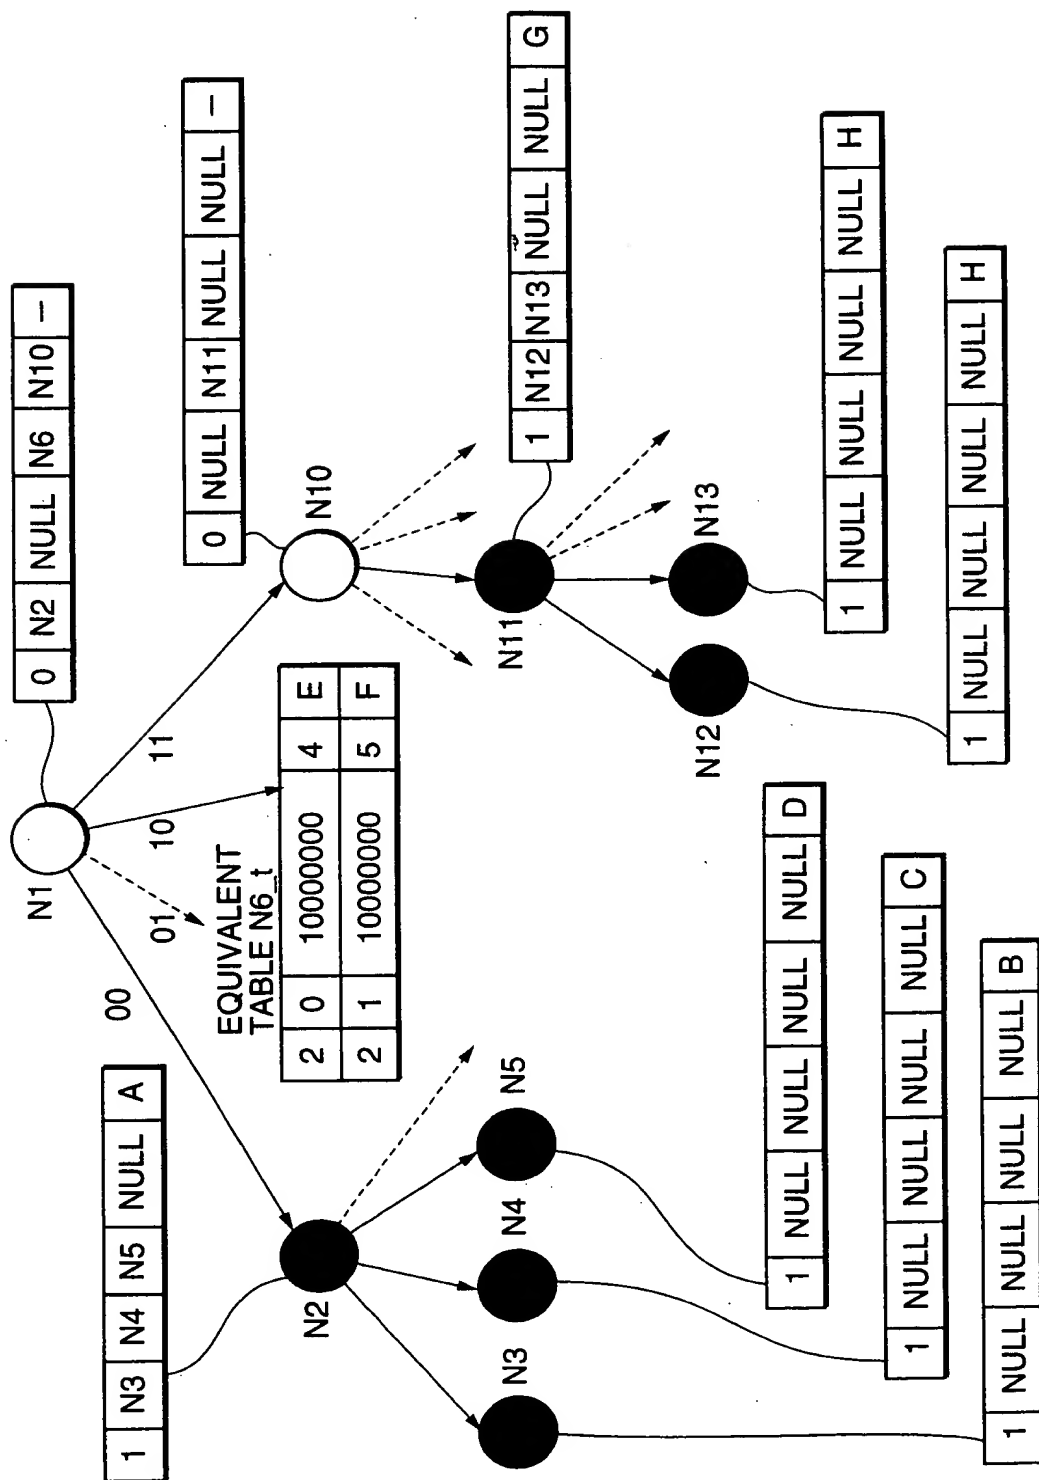 0 N2 NULL N6 N10 –
N1
00
01
10
11
1 N3 N4 N5 NULL A
0 NULL N11 NULL NULL –
N2
N10
EQUIVALENT
TABLE N6_t
2 0 10000000 4 E
2 1 10000000 5 F
N3
N4
N5
N11
1 N12 N13 NULL NULL G
N12
N13
1 NULL NULL NULL NULL D
1 NULL NULL NULL NULL H
1 NULL NULL NULL NULL C
1 NULL NULL NULL NULL H
1 NULL NULL NULL NULL B